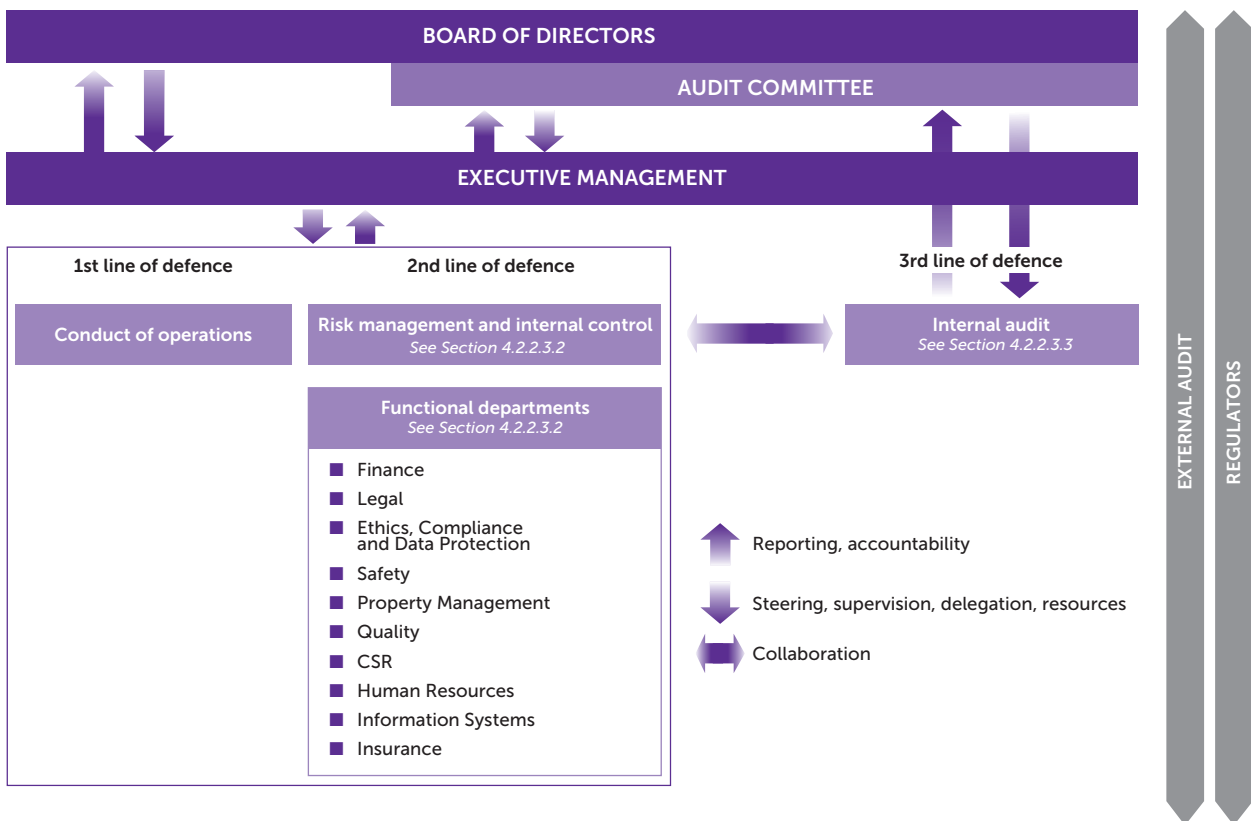 BOARD OF DIRECTORS
AUDIT COMMITTEE
EXECUTIVE MANAGEMENT
1st line of defence
2nd line of defence
3rd line of defence
Conduct of operations
Risk management and internal control
See Section 4.2.2.3.2
Internal audit
See Section 4.2.2.3.3
Functional departments
See Section 4.2.2.3.2
Finance
Legal
Ethics, Compliance
and Data Protection
Safety
Property Management
Quality
CSR
Human Resources
Information Systems
Insurance
Reporting, accountability
Steering, supervision, delegation, resources
Collaboration
EXTERNAL AUDIT
REGULATORS